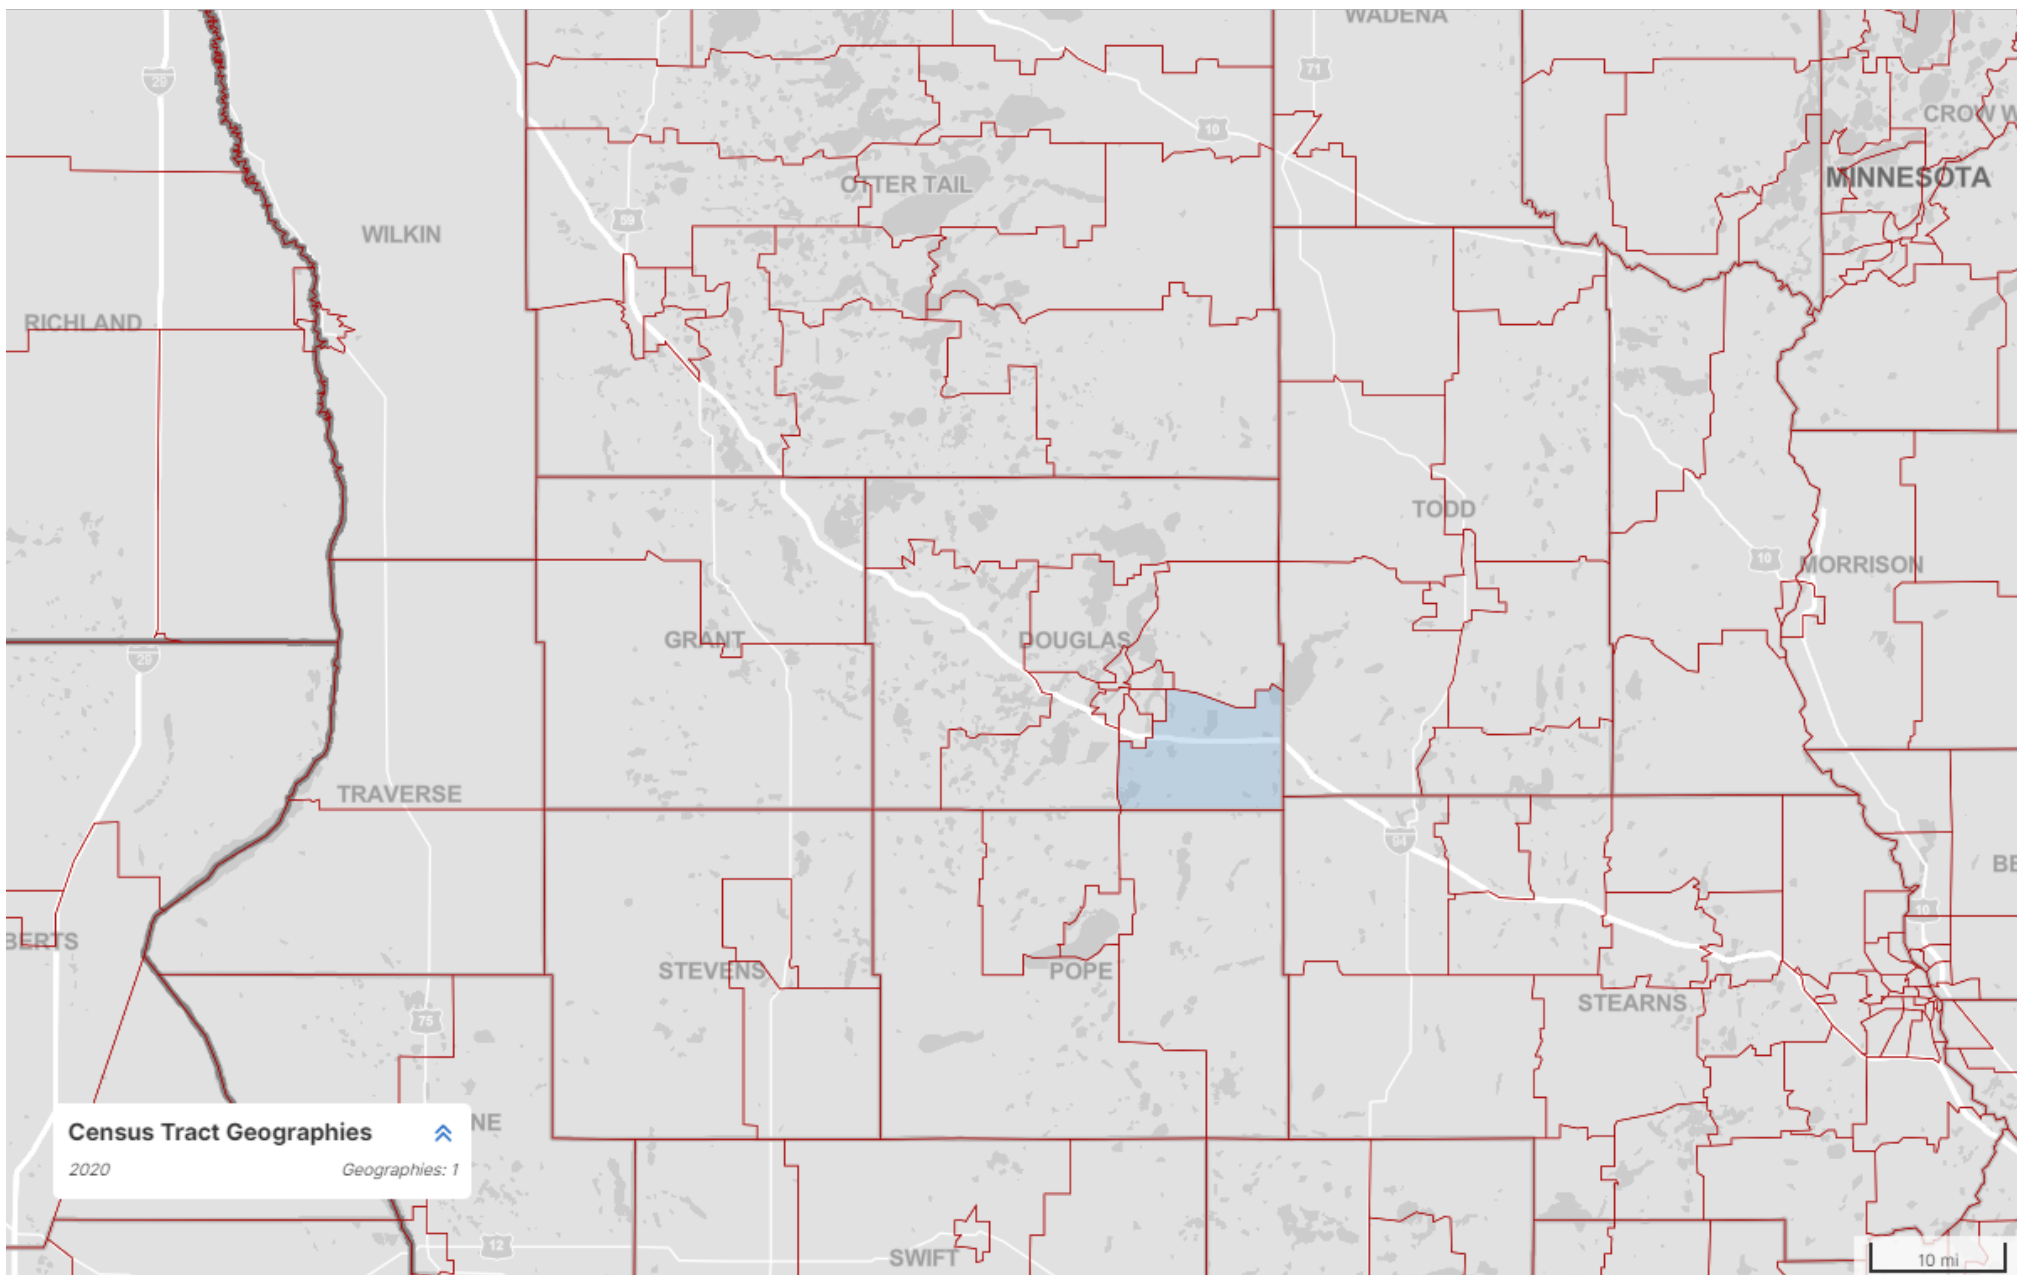 WADENA
29
71
CROW W
10
MINNESOTA
OTTER TAIL
59
WILKIN
RICHLAND
TODD
10
MORRISON
GRANT
DOUGLAS
29
TRAVERSE
94
BE
10
BERTS
STEVENS
POPE
STEARNS
75
NE
Census Tract Geographies
2020
Geographies: 1
12
SWIFT
10 mi